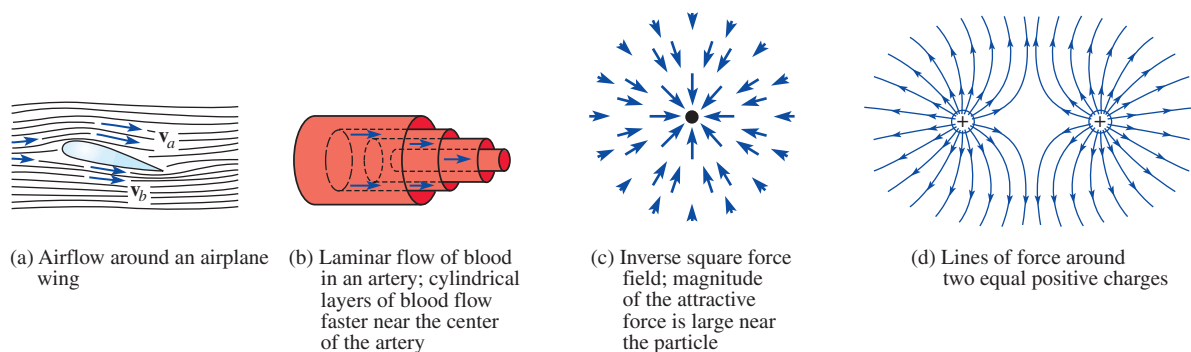 v_a
v_b
+ +
(a) Airflow around an airplane
wing
(b) Laminar flow of blood
in an artery; cylindrical
layers of blood flow
faster near the center
of the artery
(c) Inverse square force
field; magnitude
of the attractive
force is large near
the particle
(d) Lines of force around
two equal positive charges